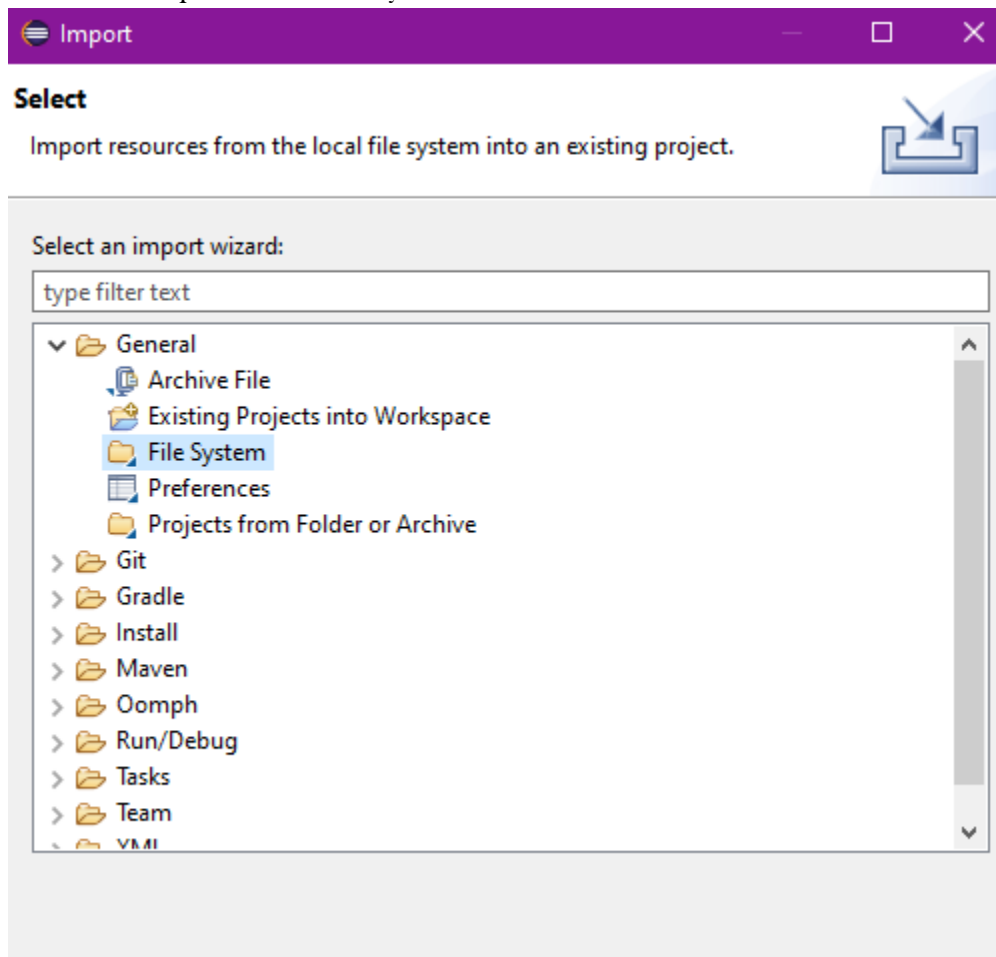 Import
Select
Import resources from the local file system into an existing project.
Select an import wizard:
type filter text
General
Archive File
Existing Projects into Workspace
File System
Preferences
Projects from Folder or Archive
Git
Gradle
Install
Maven
Oomph
Run/Debug
Tasks
Team
XML